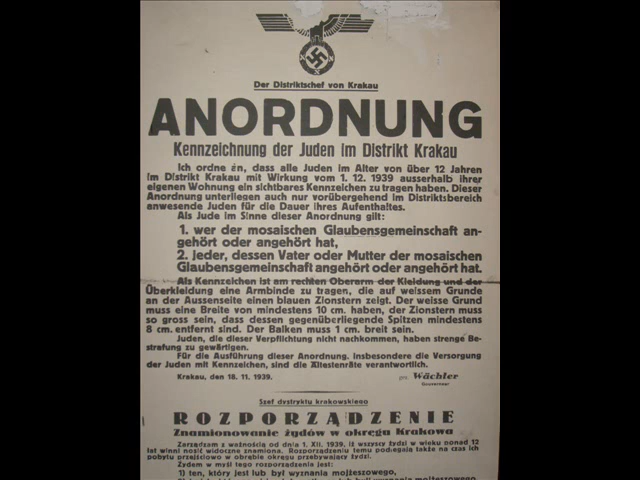 Der Distriktschef von Krakau
ANORDNUNG
Kennzeichnung der Juden im Distrikt Krakau
Ich ordne an, dass alle Juden im Alter von über 12 Jahren
im Distrikt Krakau mit Wirkung vom 1. 12. 1939 ausserhalb ihrer
eigenen Wohnung ein sichtbares Kennzeichen zu tragen haben. Dieser
Anordnung unterliegen auch nur vorübergehend im Distriktsbereich
anwesende Juden für die Dauer ihres Aufenthaltes.
Als Jude im Sinne dieser Anordnung gilt:
1. wer der mosaischen Glaubensgemeinschaft an-
gehört oder angehört hat,
2. jeder, dessen Vater oder Mutter der mosaischen
Glaubensgemeinschaft angehört oder angehört hat.
Als Kennzeichen ist am rechten Oberarm der Kleidung und der
Überkleidung eine Armbinde zu tragen, die auf weissem Grunde
an der Aussenseite einen blauen Zionstern zeigt. Der weisse Grund
muss eine Breite von mindestens 10 cm. haben, der Zionstern muss
so gross sein, dass dessen gegenüberliegende Spitzen mindestens
8 cm. entfernt sind. Der Balken muss 1 cm. breit sein.
Juden, die dieser Verpflichtung nicht nachkommen, haben strenge Be-
strafung zu gewärtigen.
Für die Ausführung dieser Anordnung, insbesondere die Versorgung
der Juden mit Kennzeichen, sind die Ältestenräte verantwortlich.
Krakau, den 18. 11. 1939.
gez. Wächter
Gouverneur
Szef dystryktu krakowskiego
ROZPORZĄDZENIE
Znamionowanie żydów w okręgu Krakowa
Zarządzam z ważnością od dnia 1. XII. 1939, iż wszyscy żydzi w wieku ponad 12
lat winni nosić widoczne znamiona. Rozporządzeniu temu podlegają także na czas ich
pobytu przejściowo w obrębie okręgu przebywający żydzi.
Żydem w myśl tego rozporządzenia jest:
1) ten, który jest lub był wyznania mojżeszowego,